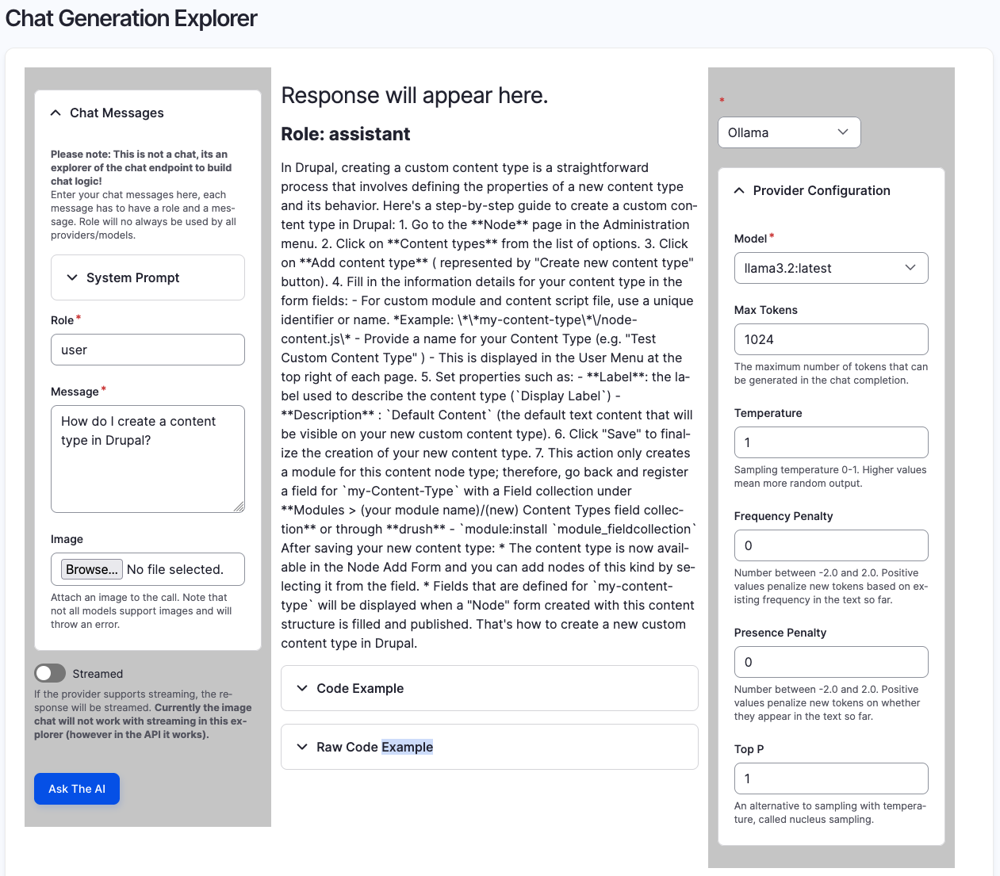 Chat Generation Explorer
Chat Messages
Please note: This is not a chat, its an
explorer of the chat endpoint to build
chat logic!
Enter your chat messages here, each
message has to have a role and a mes-
sage. Role will no always be used by all
providers/models.
System Prompt
Role*
user
Message*
How do I create a content
type in Drupal?
Image
Browse... No file selected.
Attach an image to the call. Note that
not all models support images and will
throw an error.
Streamed
If the provider supports streaming, the re-
sponse will be streamed. Currently the image
chat will not work with streaming in this ex-
plorer (however in the API it works).
Ask The AI
Response will appear here.
Role: assistant
In Drupal, creating a custom content type is a straightforward
process that involves defining the properties of a new content type
and its behavior. Here's a step-by-step guide to create a custom con-
tent type in Drupal: 1. Go to the **Node** page in the Administration
menu. 2. Click on **Content types** from the list of options. 3. Click
on **Add content type** ( represented by "Create new content type"
button). 4. Fill in the information details for your content type in the
form fields: - For custom module and content script file, use a unique
identifier or name. *Example: \*\*my-content-type\*\/node-
content.js\* - Provide a name for your Content Type (e.g. "Test
Custom Content Type" ) - This is displayed in the User Menu at the
top right of each page. 5. Set properties such as: - **Label**: the la-
bel used to describe the content type (`Display Label`) -
**Description** : `Default Content` (the default text content that will
be visible on your new custom content type). 6. Click "Save" to final-
ize the creation of your new content type. 7. This action only creates
a module for this content node type; therefore, go back and register
a field for `my-Content-Type` with a Field collection under
**Modules > (your module name)/(new) Content Types field collec-
tion** or through **drush** - `module:install `module_fieldcollection`
After saving your new content type: * The content type is now avail-
able in the Node Add Form and you can add nodes of this kind by se-
lecting it from the field. * Fields that are defined for `my-content-
type` will be displayed when a "Node" form created with this content
structure is filled and published. That's how to create a new custom
content type in Drupal.
Code Example
Raw Code Example
*
Ollama
Provider Configuration
Model*
llama3.2:latest
Max Tokens
1024
The maximum number of tokens that can
be generated in the chat completion.
Temperature
1
Sampling temperature 0-1. Higher values
mean more random output.
Frequency Penalty
0
Number between -2.0 and 2.0. Positive
values penalize new tokens based on ex-
isting frequency in the text so far.
Presence Penalty
0
Number between -2.0 and 2.0. Positive
values penalize new tokens on whether
they appear in the text so far.
Top P
1
An alternative to sampling with tempera-
ture, called nucleus sampling.